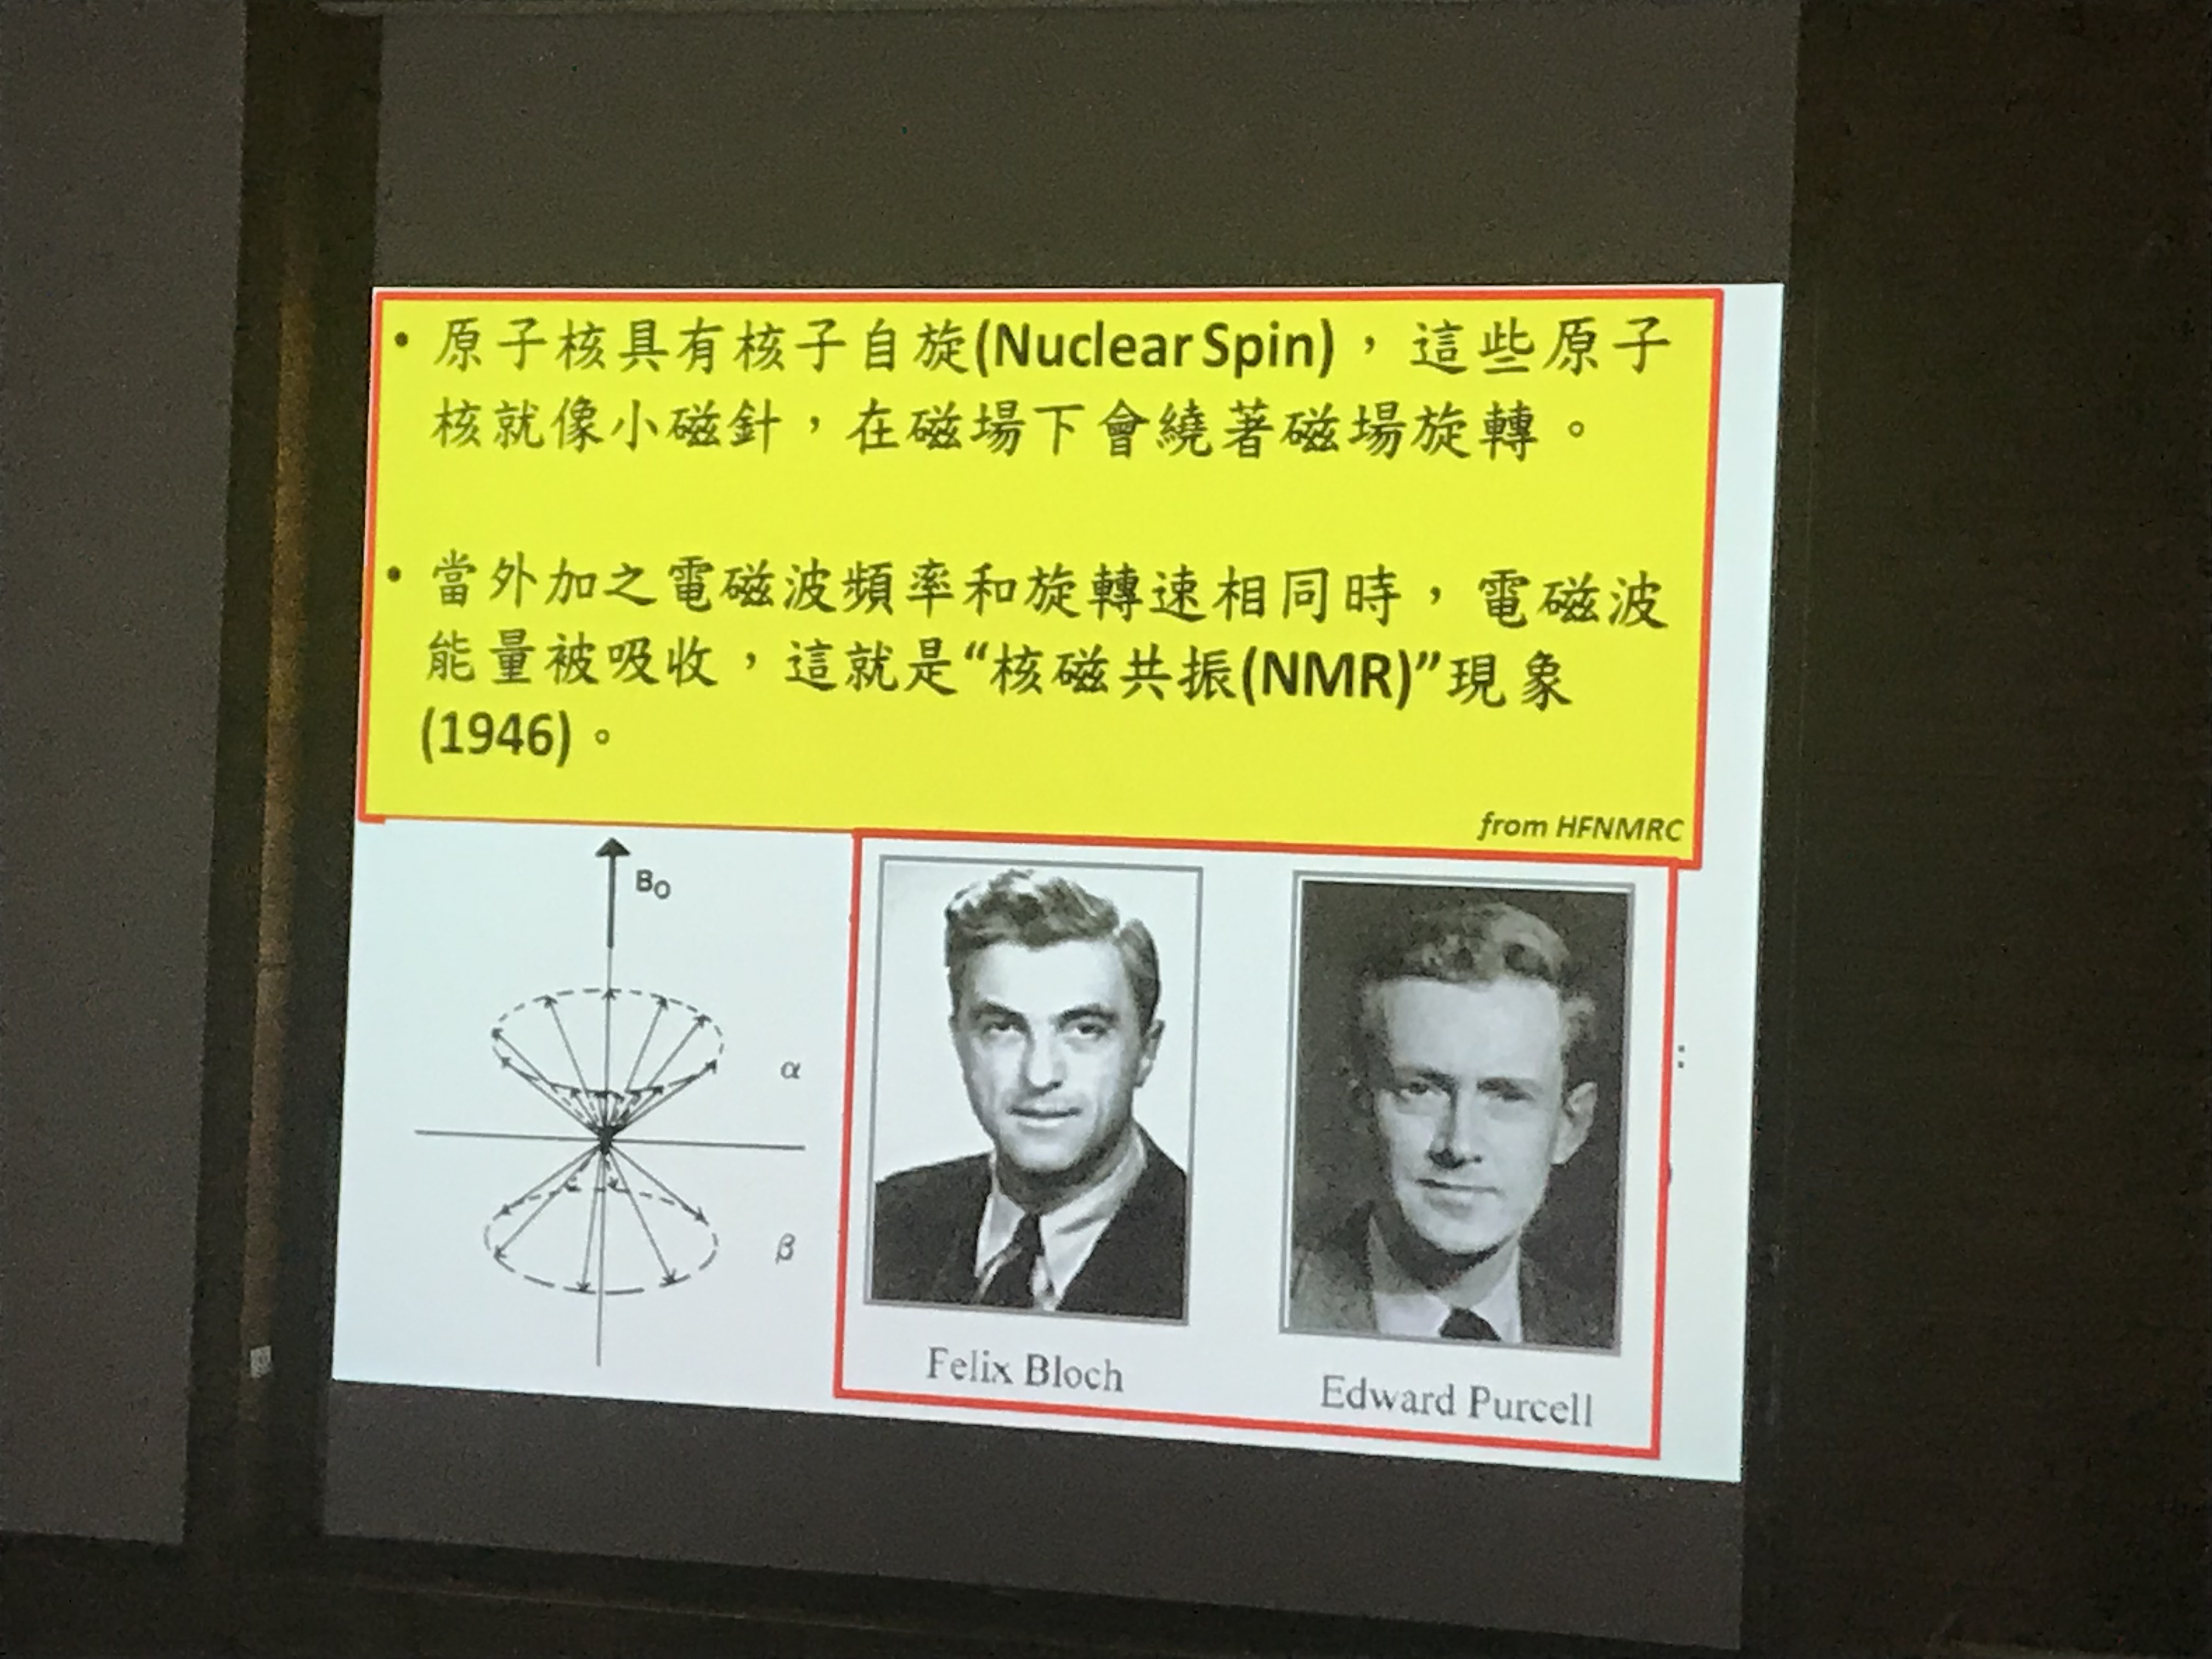 • 原子核具有核子自旋(Nuclear Spin)，這些原子
核就像小磁針，在磁場下會繞著磁場旋轉。
• 當外加之電磁波頻率和旋轉速相同時，電磁波
能量被吸收，這就是“核磁共振(NMR)”現象
(1946)。
from HFNMRC
B₀
α
β
:
Felix Bloch
Edward Purcell